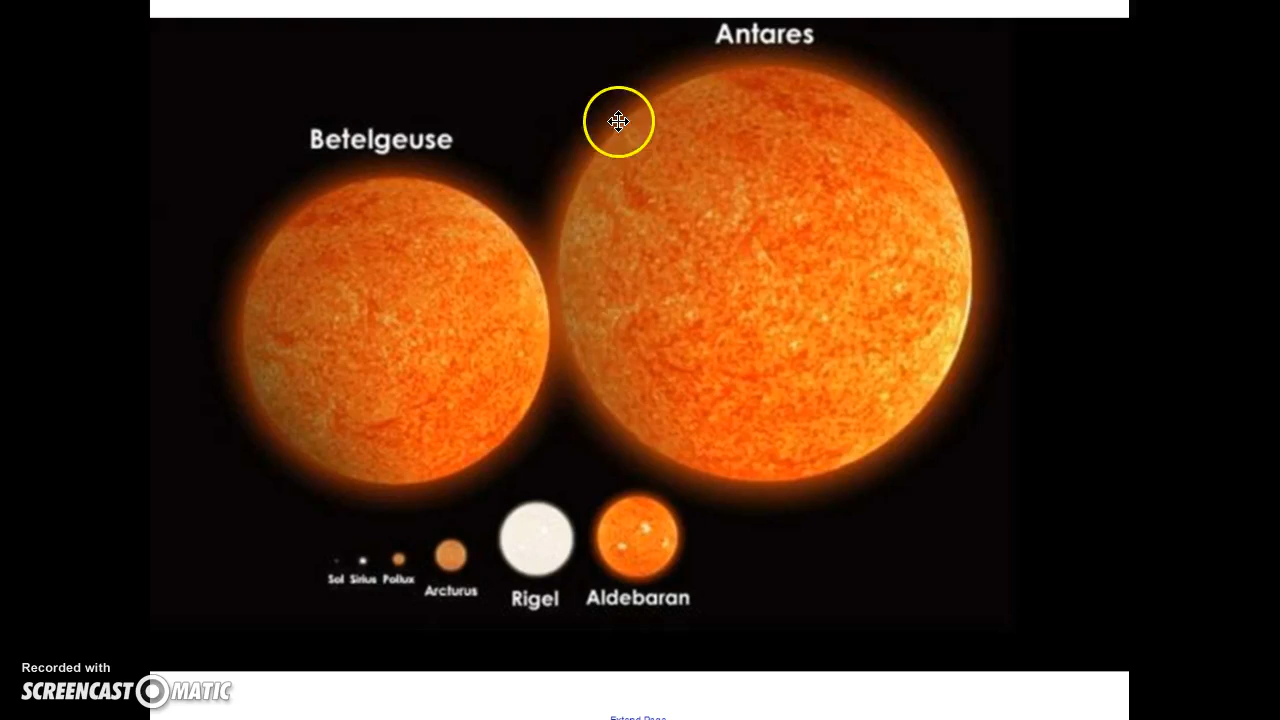 Antares
Betelgeuse
Sol Sirius Pollux
Arcturus
Rigel
Aldebaran
Recorded with
SCREENCAST O MATIC
Extend Page